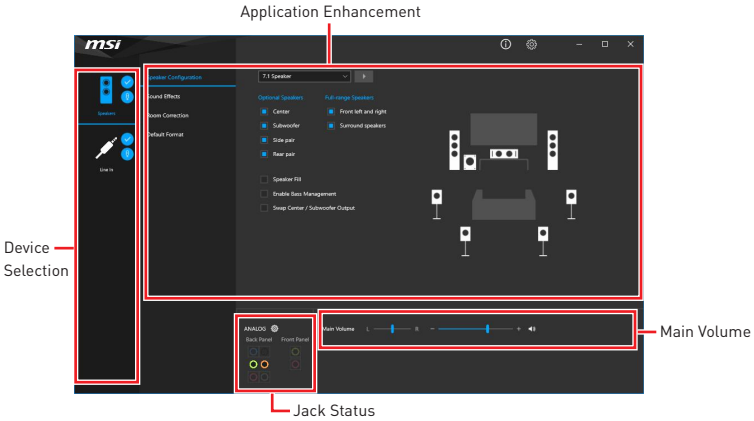 Application Enhancement
msi
Speaker Configuration
Sound Effects
Room Correction
Default Format
Speakers
Line In
7.1 Speaker
Optional Speakers
Full-range Speakers
Center
Front left and right
Subwoofer
Surround speakers
Side pair
Rear pair
Speaker Fill
Enable Bass Management
Swap Center / Subwoofer Output
Device
Selection
ANALOG
Back Panel
Front Panel
Main Volume
L
R
Main Volume
Jack Status